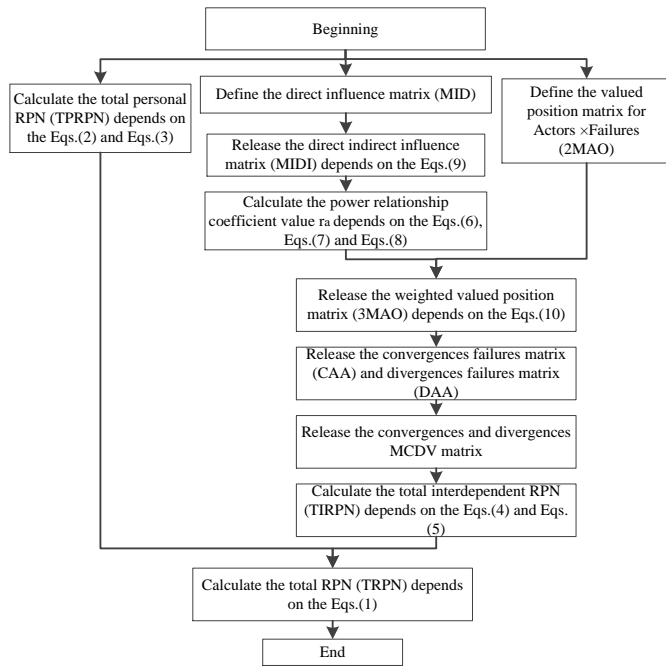 Beginning
Calculate the total personal
RPN (TPRPN) depends on
the Eqs.(2) and Eqs.(3)
Define the direct influence matrix (MID)
Define the valued
position matrix for
Actors ×Failures
(2MAO)
Release the direct indirect influence
matrix (MIDI) depends on the Eqs.(9)
Calculate the power relationship
coefficient value ra depends on the Eqs.(6),
Eqs.(7) and Eqs.(8)
Release the weighted valued position
matrix (3MAO) depends on the Eqs.(10)
Release the convergences failures matrix
(CAA) and divergences failures matrix
(DAA)
Release the convergences and divergences
MCDV matrix
Calculate the total interdependent RPN
(TIRPN) depends on the Eqs.(4) and Eqs.
(5)
Calculate the total RPN (TRPN) depends
on the Eqs.(1)
End